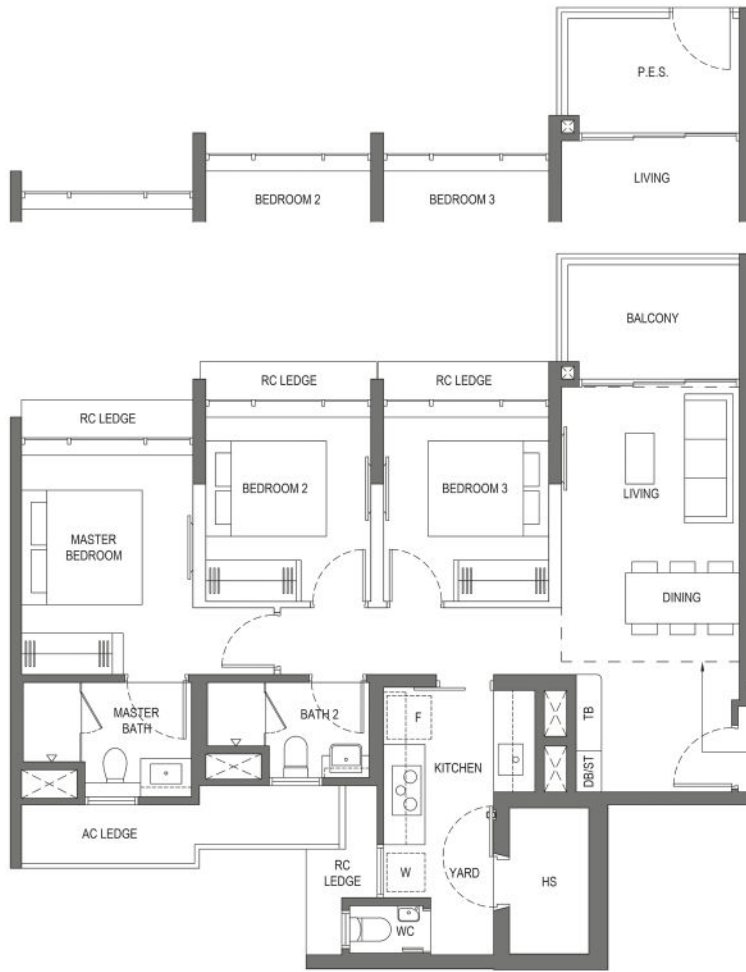 P.E.S.
LIVING
BEDROOM 2
BEDROOM 3
BALCONY
RC LEDGE
RC LEDGE
RC LEDGE
BEDROOM 2
BEDROOM 3
LIVING
MASTER
BEDROOM
DINING
MASTER
BATH
BATH 2
F
TB
KITCHEN
DB/ST
AC LEDGE
RC
LEDGE
W
YARD
HS
WC